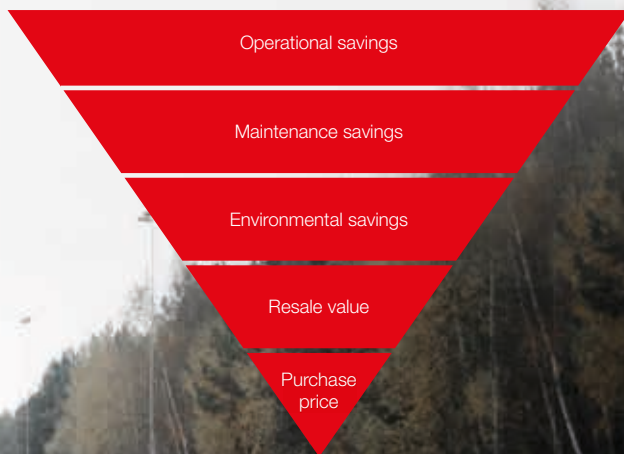 Operational savings
Maintenance savings
Environmental savings
Resale value
Purchase
price